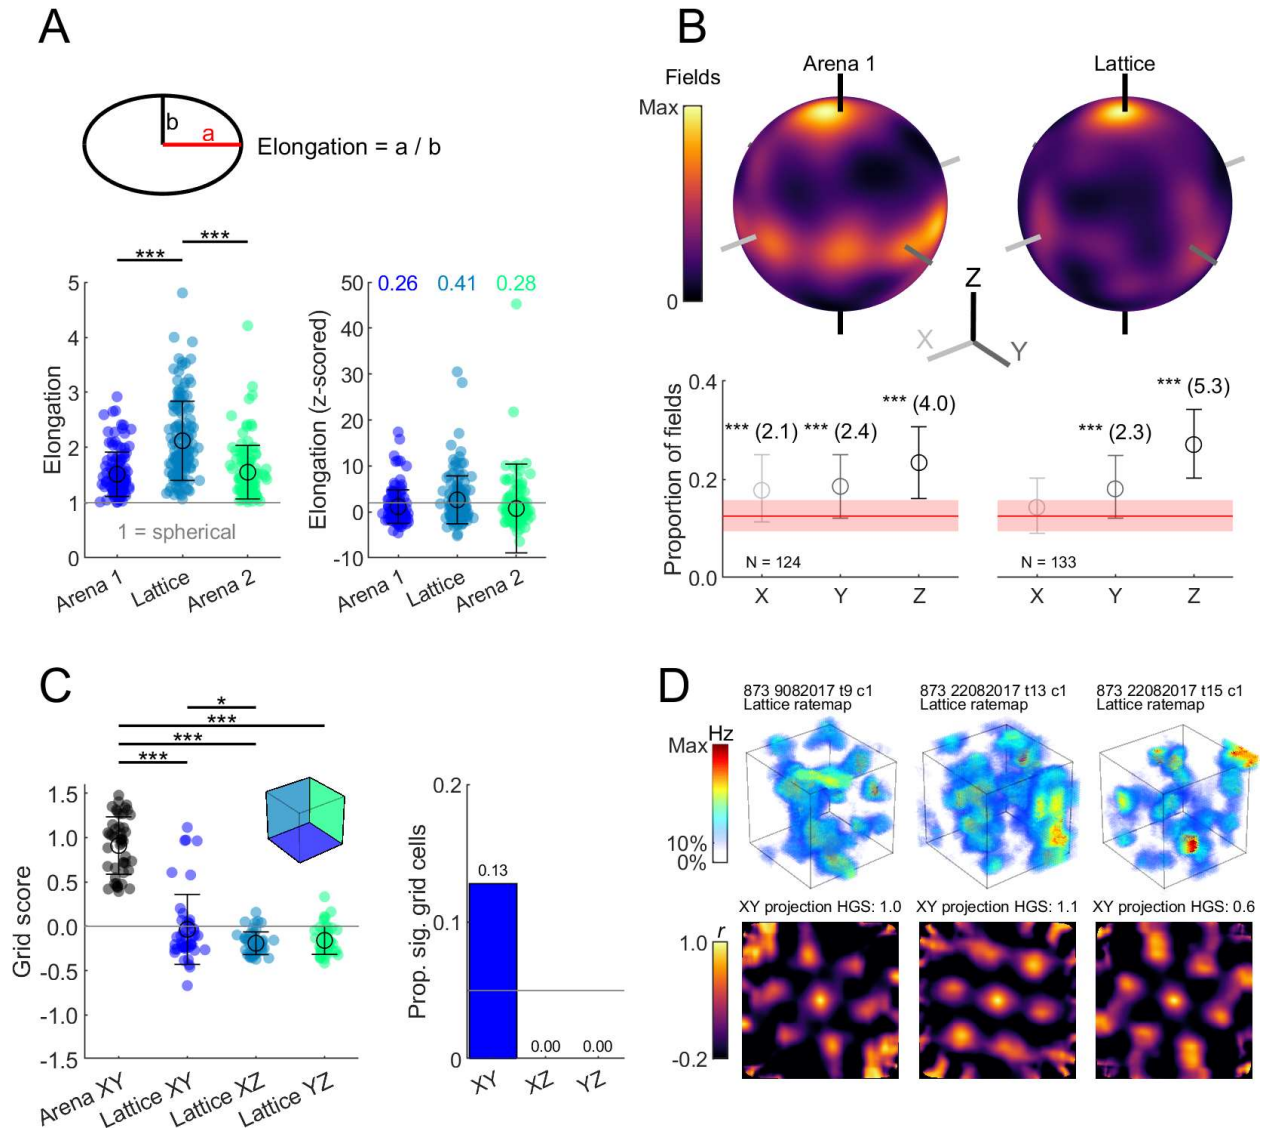 A
b
a
Elongation = a / b
***
***
Elongation
5
4
3
2
1
0
1 = spherical
Arena 1
Lattice
Arena 2
Elongation (z-scored)
50
40
30
20
10
0
-10
0.26
0.41
0.28
Arena 1
Lattice
Arena 2
B
Fields
Max
0
Arena 1
Lattice
Z
X
Y
Proportion of fields
0.4
0.2
0.0
*** (2.1)
*** (2.4)
*** (4.0)
N = 124
X
Y
Z
*** (2.3)
*** (5.3)
N = 133
X
Y
Z
C
*
***
***
***
Grid score
1.5
1.0
0.5
0.0
-0.5
-1.0
-1.5
Arena XY
Lattice XY
Lattice XZ
Lattice YZ
Prop. sig. grid cells
0.2
0.1
0
0.13
0.00
0.00
XY
XZ
YZ
D
873 9082017 t9 c1
Lattice ratemap
873 22082017 t13 c1
Lattice ratemap
873 22082017 t15 c1
Lattice ratemap
Hz
Max
10%
0%
XY projection HGS: 1.0
XY projection HGS: 1.1
XY projection HGS: 0.6
r
1.0
-0.2